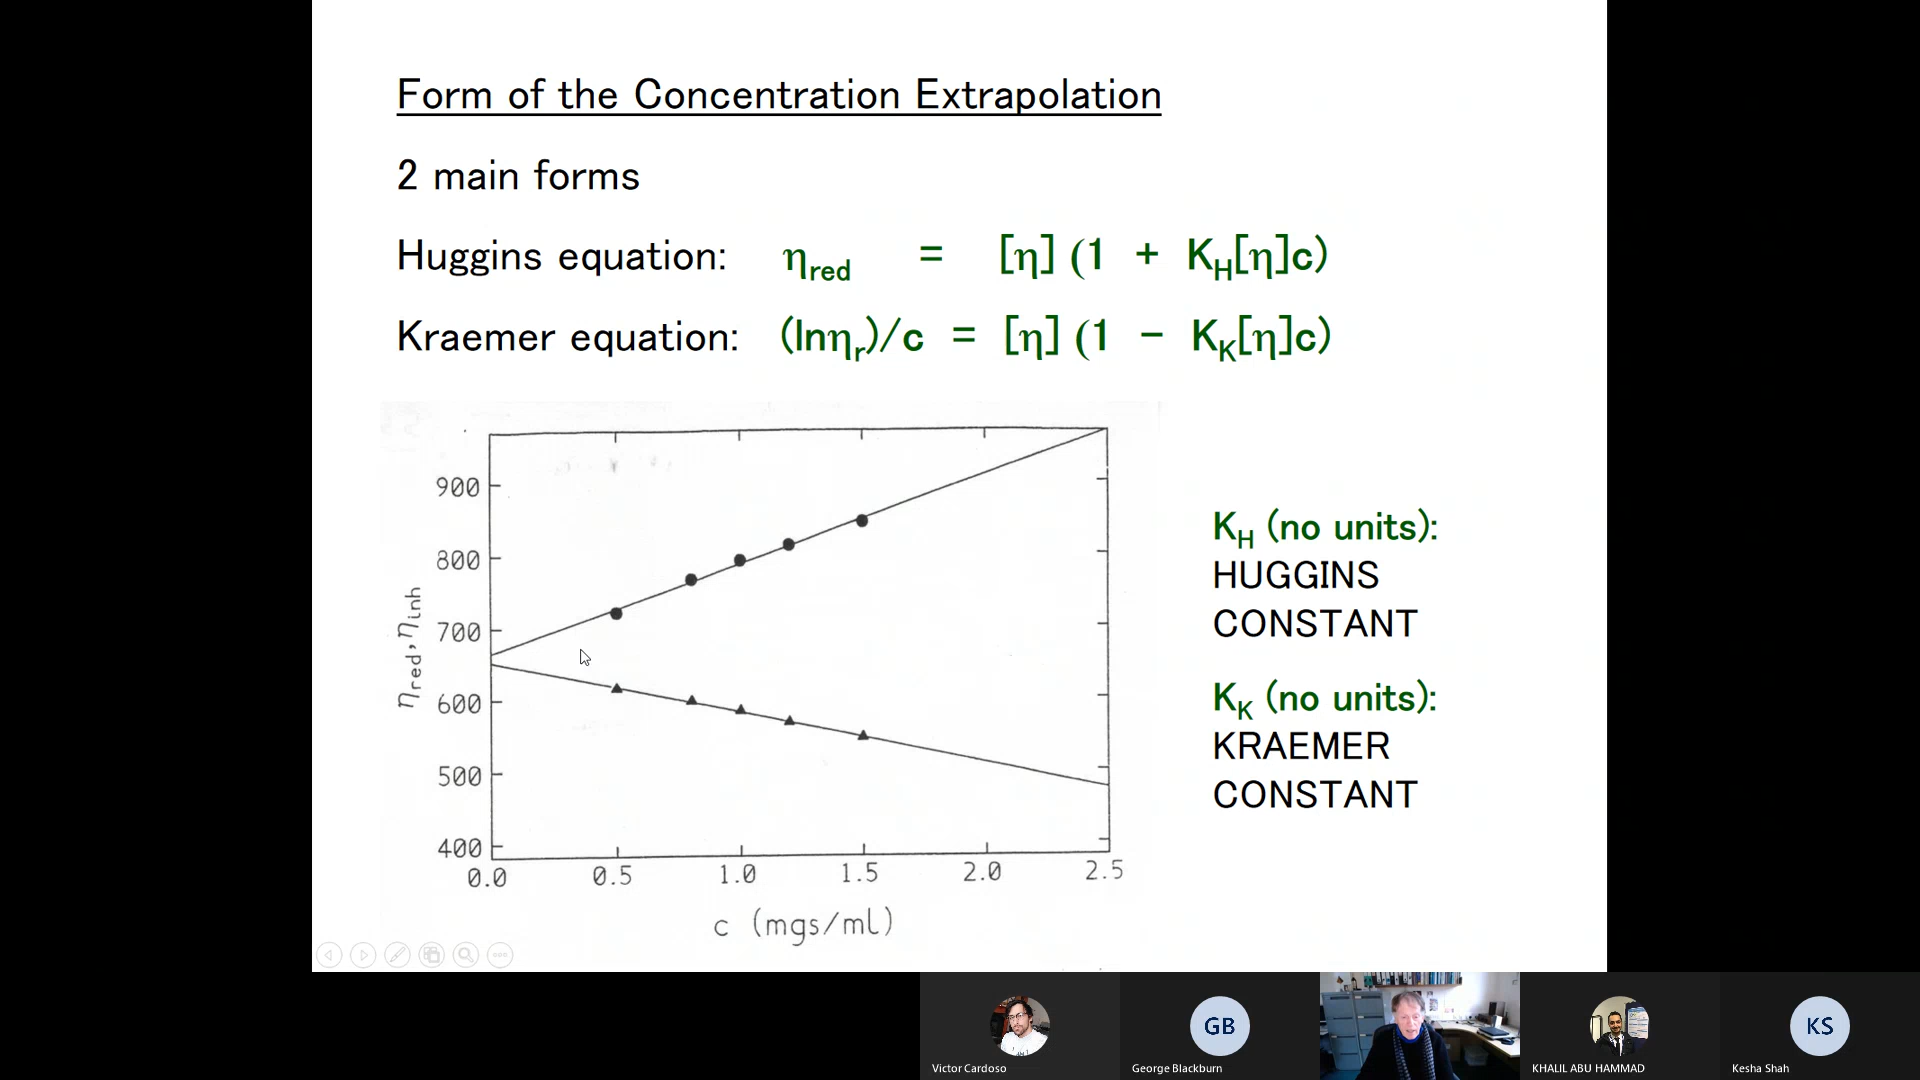 Form of the Concentration Extrapolation
2 main forms
Huggins equation: ηred = [η] (1 + KH[η]c)
Kraemer equation: (lnηr)/c = [η] (1 − KK[η]c)
900
800
700
600
500
400
ηred, ηinh
0.0 0.5 1.0 1.5 2.0 2.5
c (mgs/ml)
KH (no units):
HUGGINS
CONSTANT
KK (no units):
KRAEMER
CONSTANT
GB
KS
Victor Cardoso
George Blackburn
KHALIL ABU HAMMAD
Kesha Shah